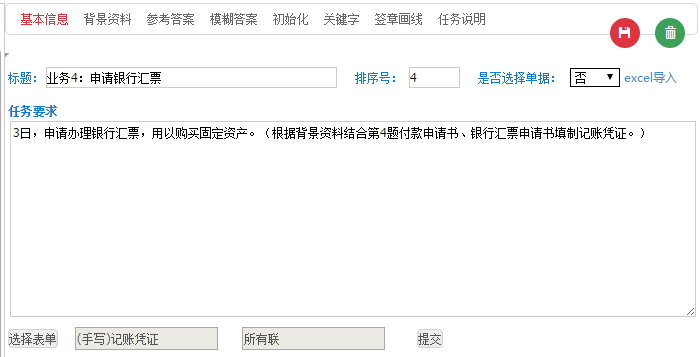 基本信息 背景资料 参考答案 模糊答案 初始化 关键字 签章画线 任务说明
标题: 业务4: 申请银行汇票 排序号: 4 是否选择单据: 否 excel导入
任务要求
3日，申请办理银行汇票，用以购买固定资产。（根据背景资料结合第4题付款申请书、银行汇票申请书填制记账凭证。）
选择表单 (手写)记账凭证 所有联 提交